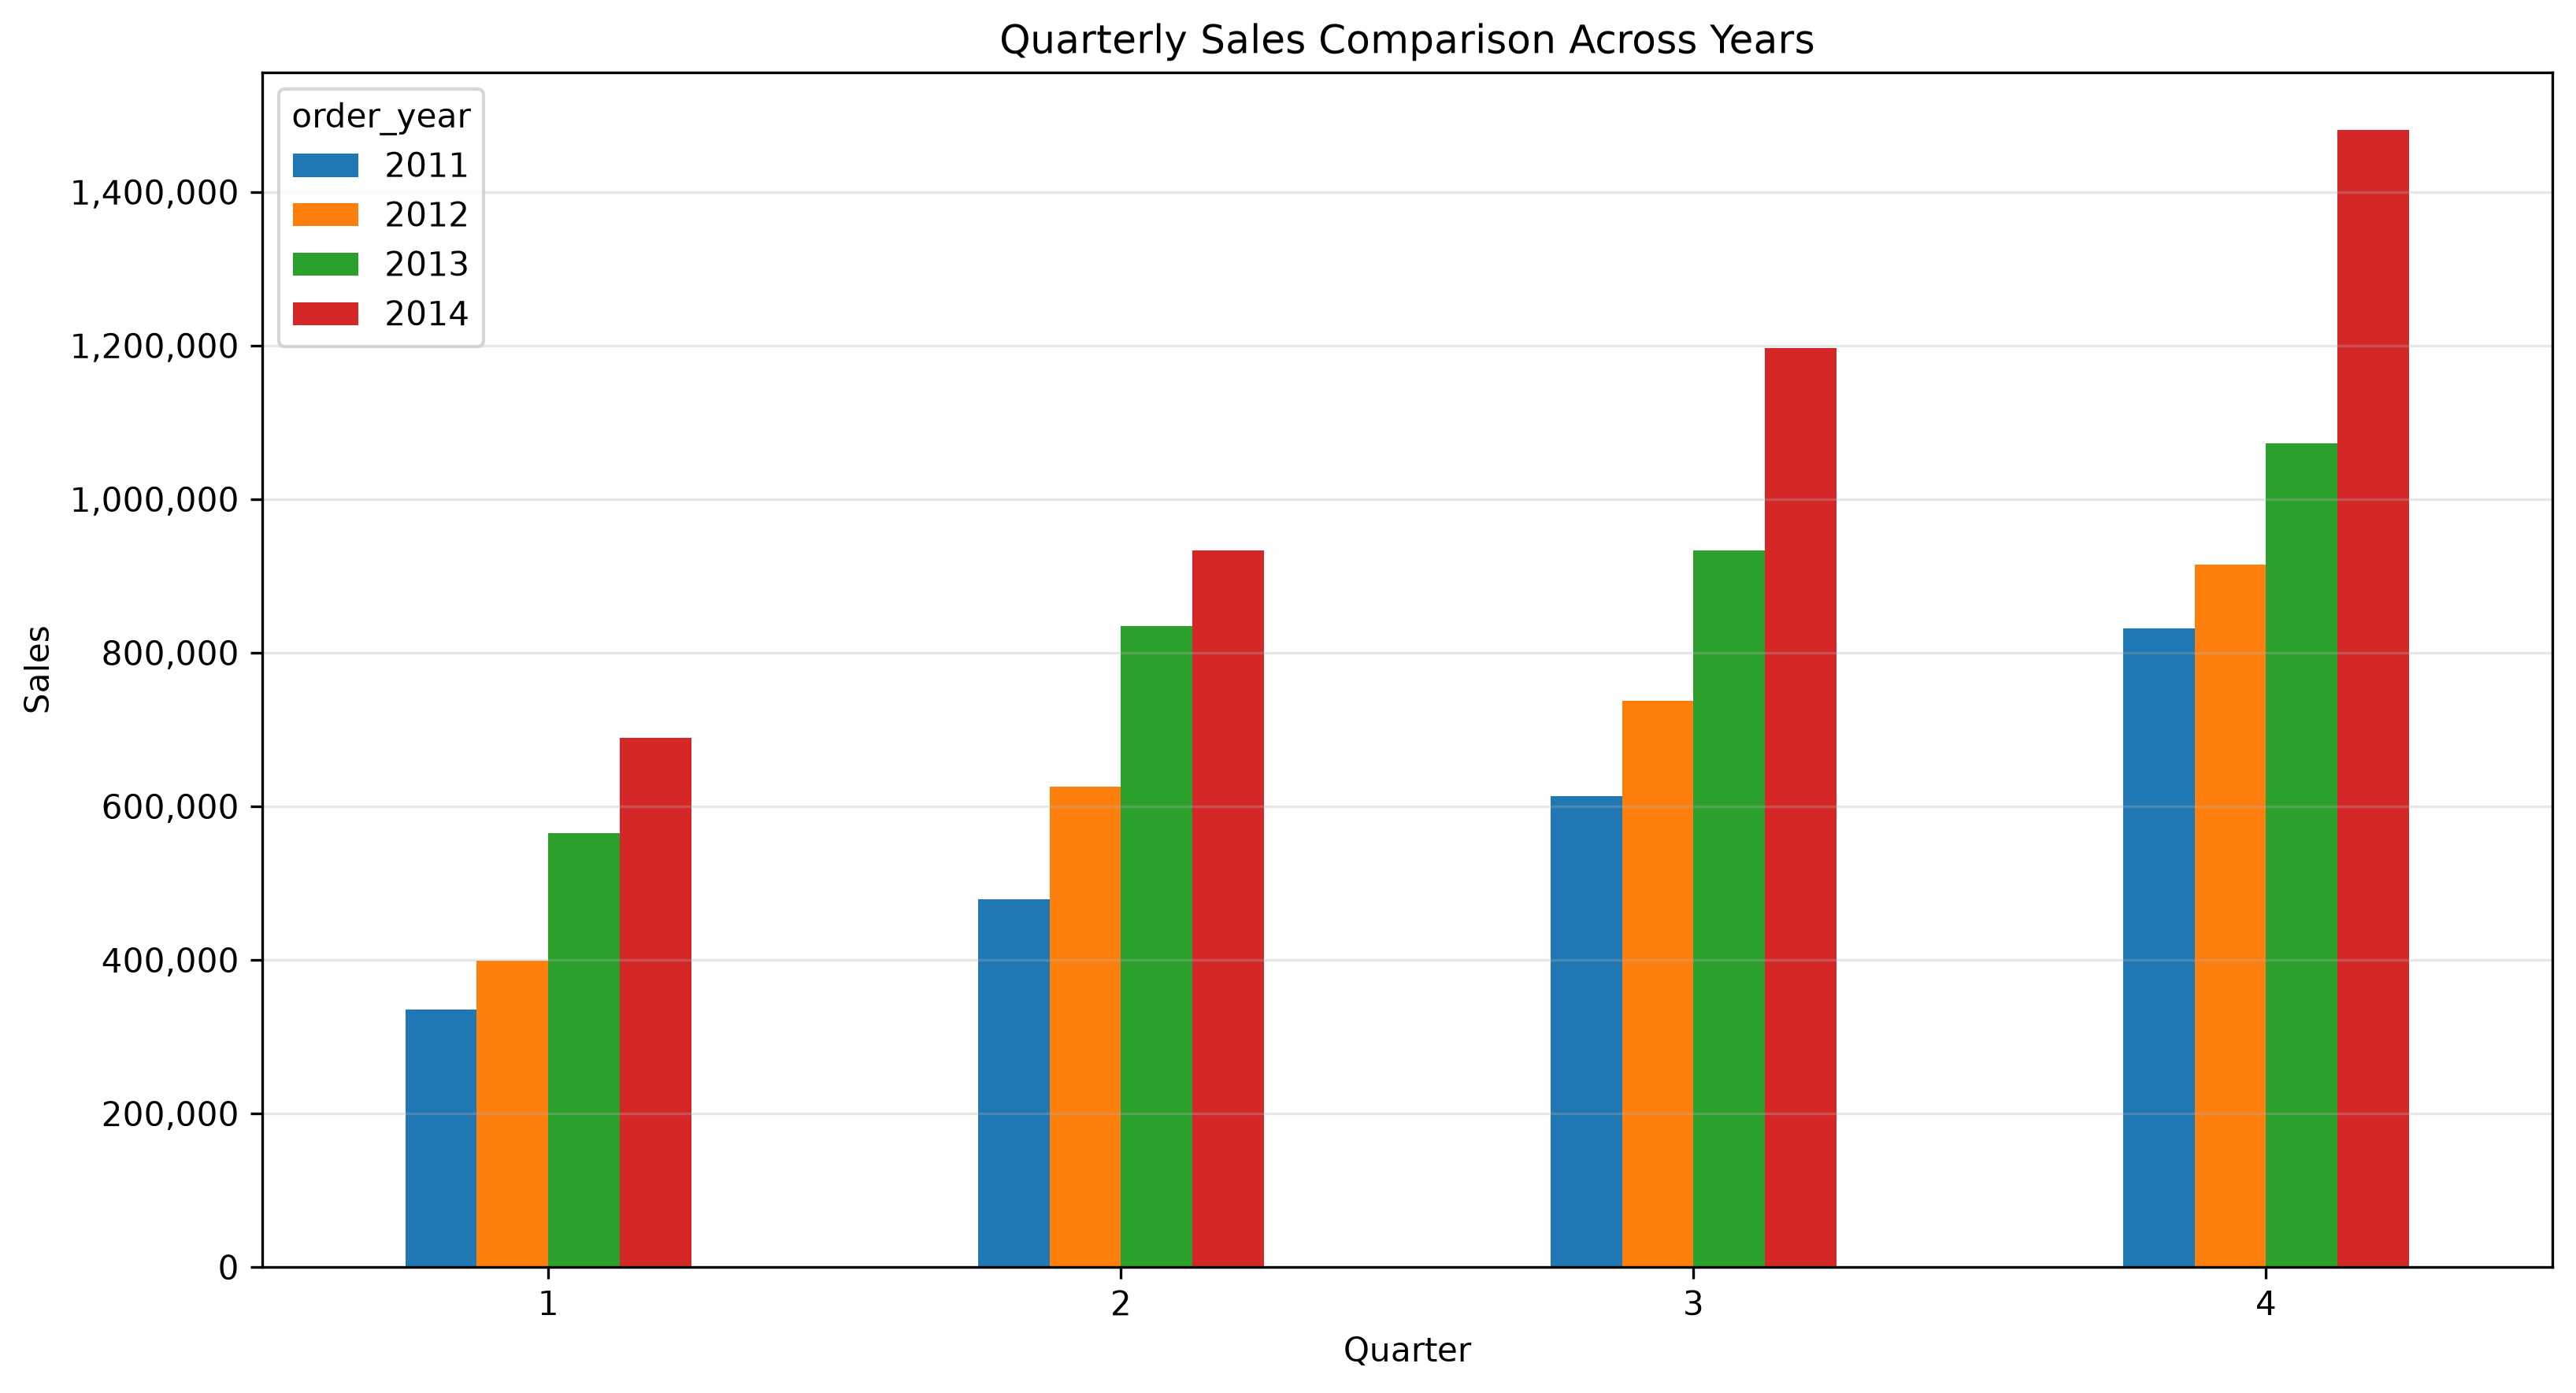 Quarterly Sales Comparison Across Years
order_year
2011
2012
2013
2014
1,400,000
1,200,000
1,000,000
800,000
600,000
400,000
200,000
0
Sales
1 2 3 4
Quarter